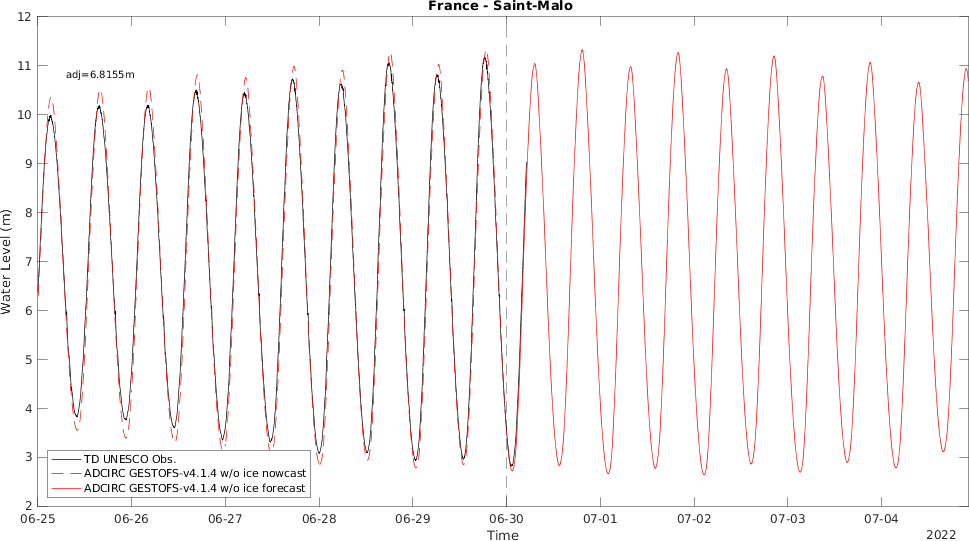 France - Saint-Malo
adj=6.8155m
Water Level (m)
12
11
10
9
8
7
6
5
4
3
2
TD UNESCO Obs.
ADCIRC GESTOFS-v4.1.4 w/o ice nowcast
ADCIRC GESTOFS-v4.1.4 w/o ice forecast
06-25 06-26 06-27 06-28 06-29 06-30 07-01 07-02 07-03 07-04
Time
2022